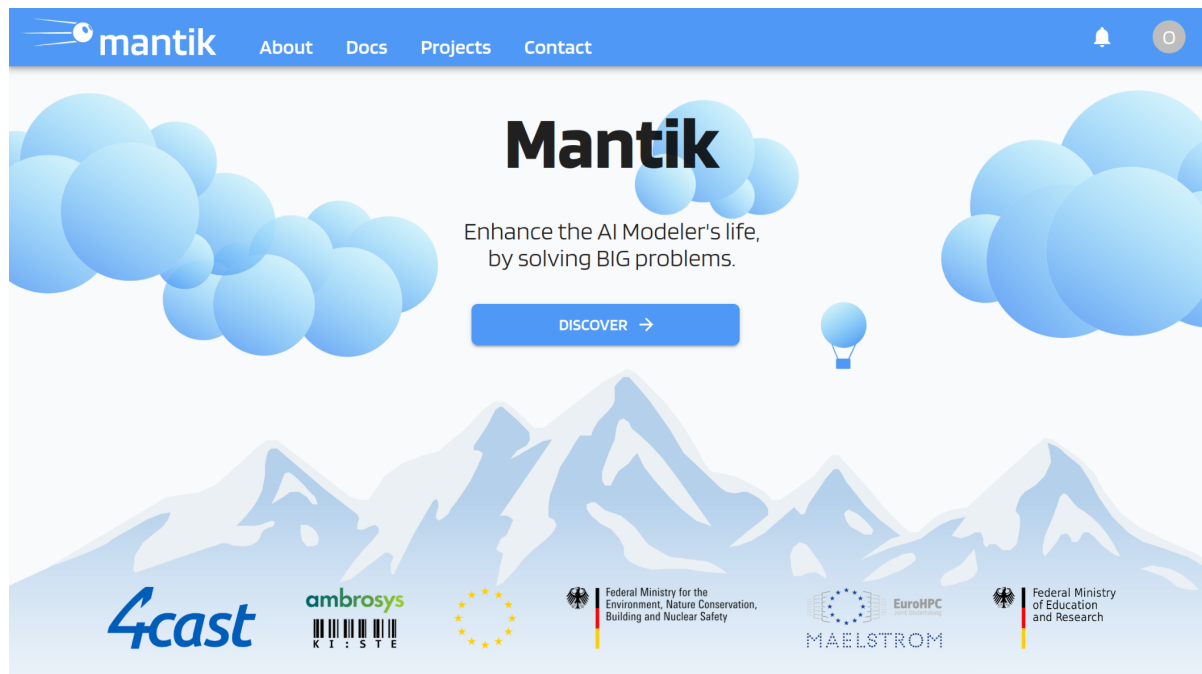 mantik
About
Docs
Projects
Contact
O
Mantik
Enhance the AI Modeler's life,
by solving BIG problems.
DISCOVER →
4cast
ambrosys
KI:STE
Federal Ministry for the
Environment, Nature Conservation,
Building and Nuclear Safety
EuroHPC
Joint Undertaking
MAELSTROM
Federal Ministry
of Education
and Research